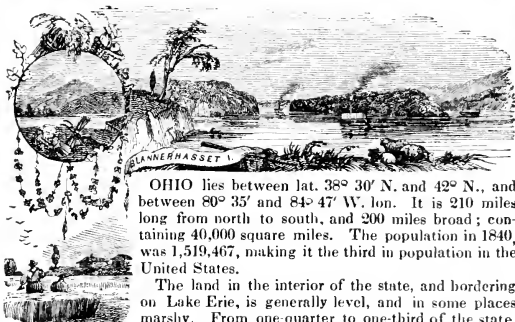 LANNERHASSET I.
OHIO lies between lat. 38° 30′ N. and 42° N., and
between 80° 35′ and 84° 47′ W. lon. It is 210 miles
long from north to south, and 200 miles broad ; con-
taining 40,000 square miles. The population in 1840,
was 1,519,467, making it the third in population in the
United States.
The land in the interior of the state, and bordering
on Lake Erie, is generally level, and in some places
marshy. From one-quarter to one-third of the state,